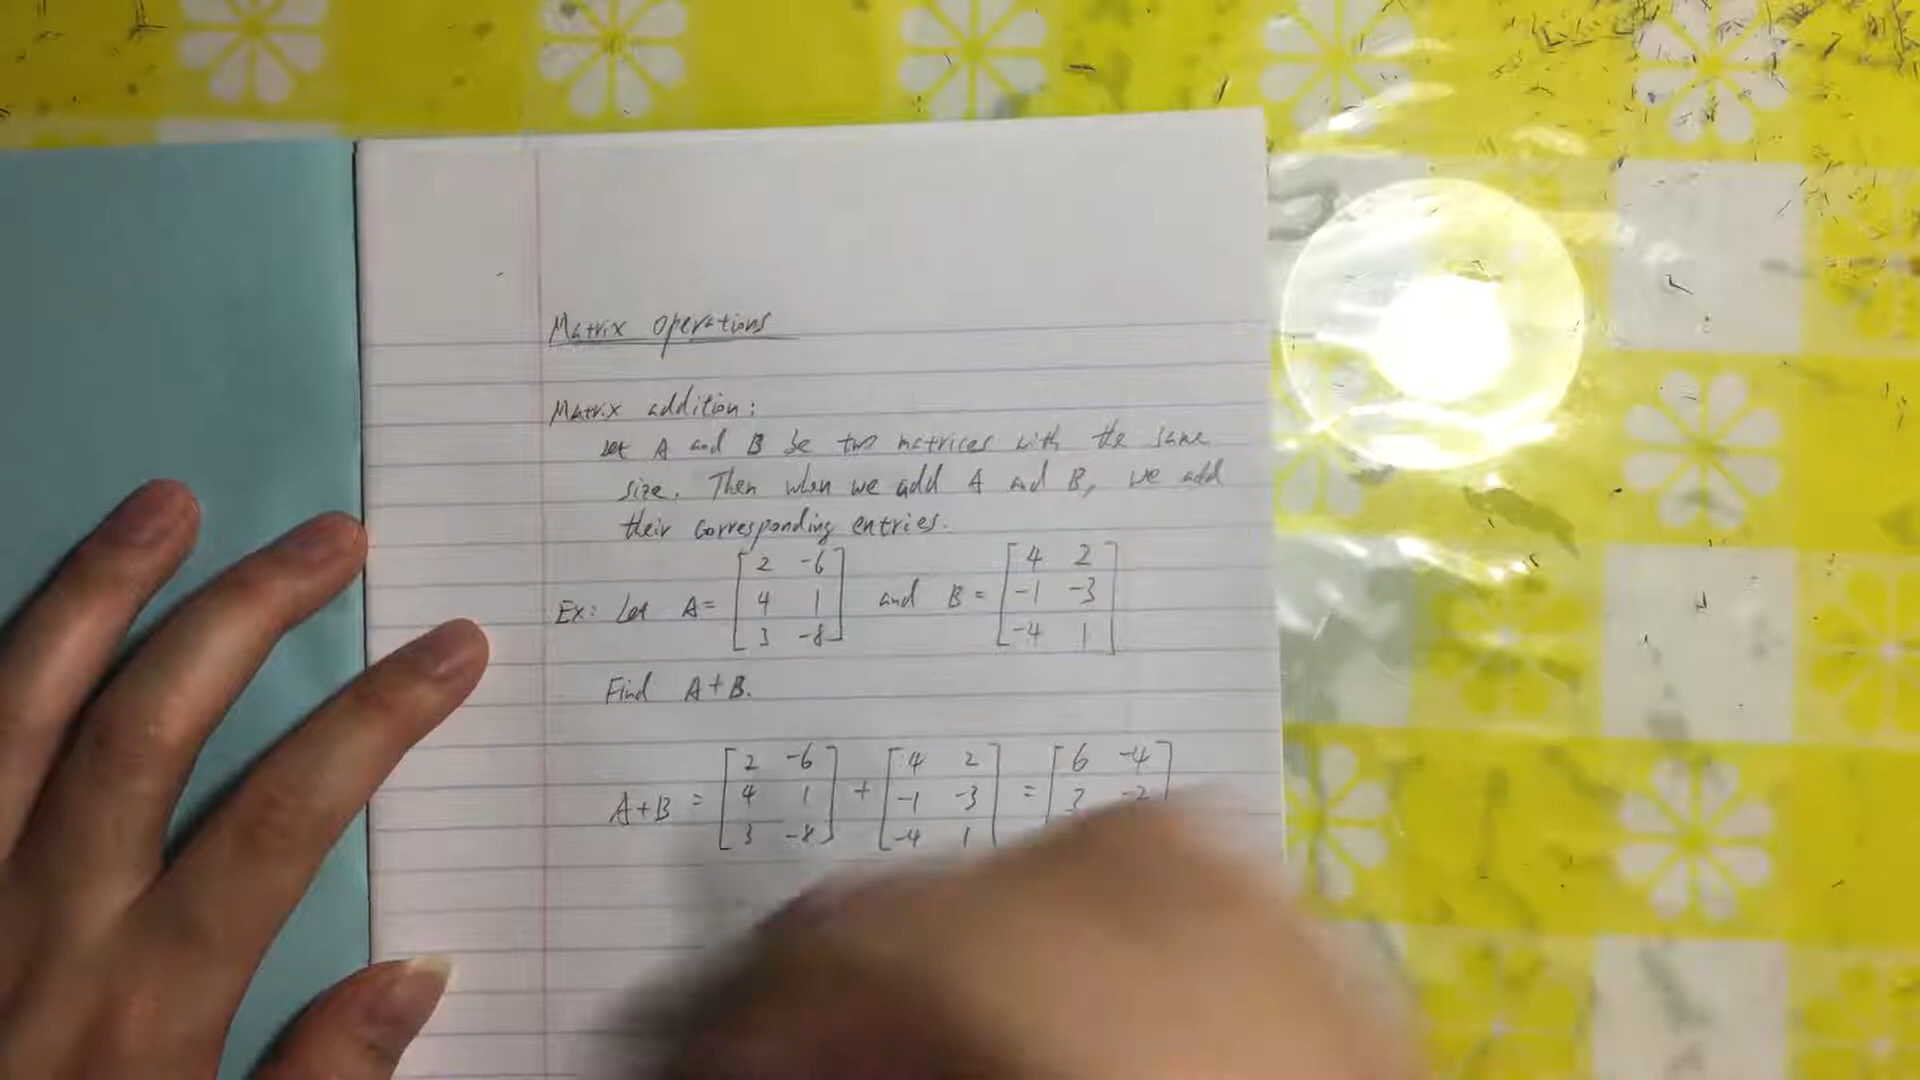 Matrix Operations
Matrix addition:
Let A and B be two matrices with the same
size. Then when we add A and B, we add
their corresponding entries.
Ex: Let A = [2 -6; 4 1; 3 -8] and B = [4 2; -1 -3; -4 1]
Find A+B.
A+B = [2 -6; 4 1; 3 -8] + [4 2; -1 -3; -4 1] = [6 -4; 3 -2